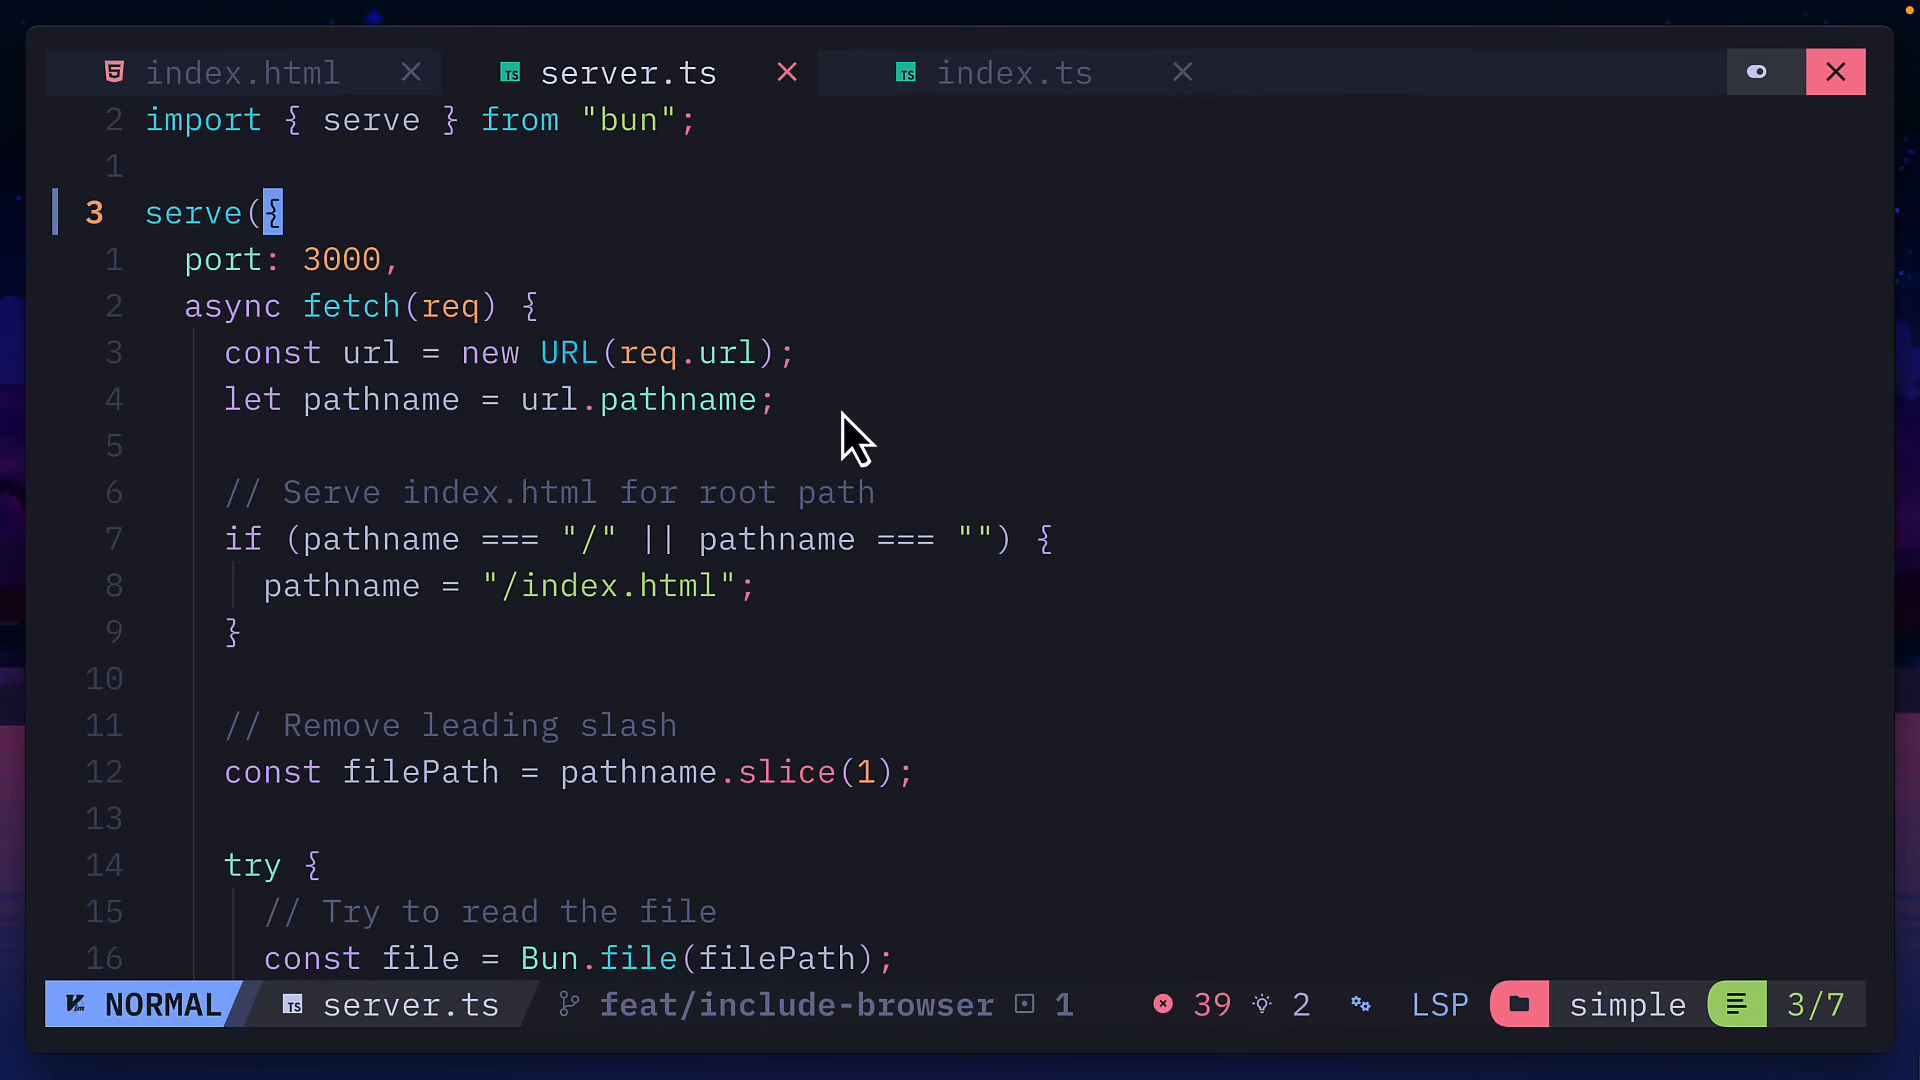 index.html server.ts index.ts
2 import { serve } from "bun";
1
3 serve({
1 port: 3000,
2 async fetch(req) {
3 const url = new URL(req.url);
4 let pathname = url.pathname;
5
6 // Serve index.html for root path
7 if (pathname === "/" || pathname === "") {
8 pathname = "/index.html";
9 }
10
11 // Remove leading slash
12 const filePath = pathname.slice(1);
13
14 try {
15 // Try to read the file
16 const file = Bun.file(filePath);
NORMAL server.ts feat/include-browser 1 39 2 LSP simple 3/7